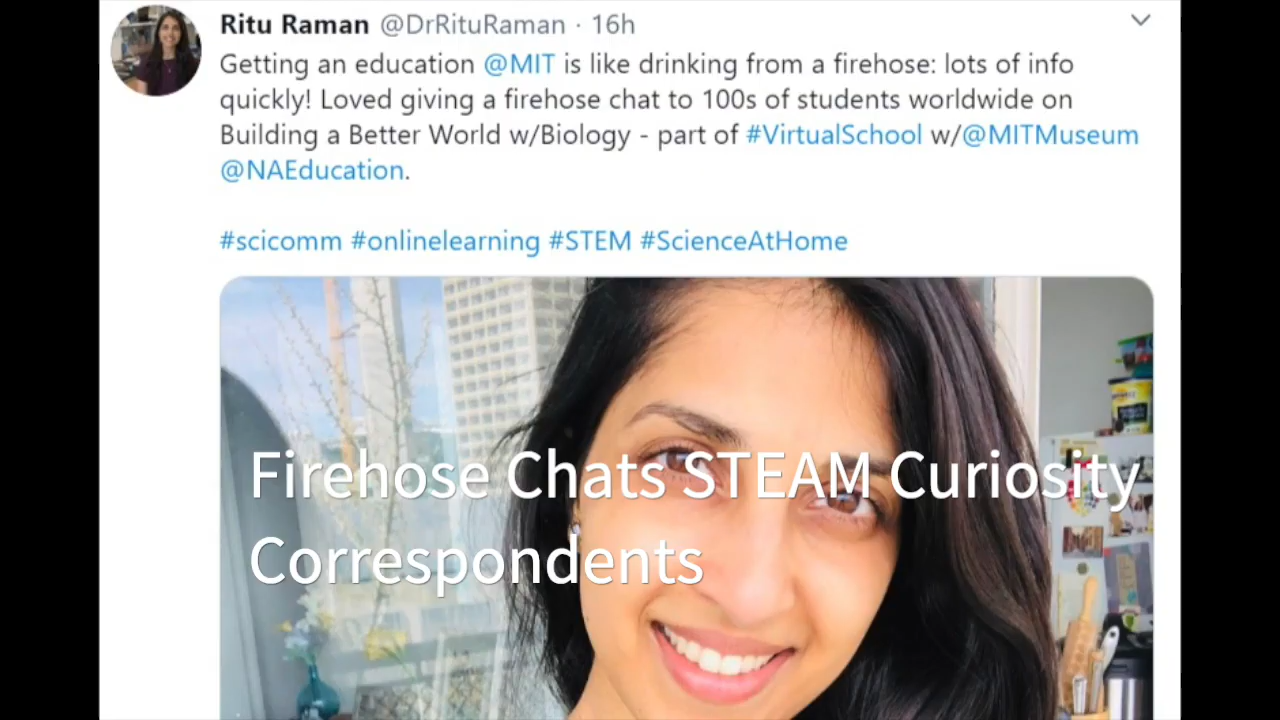 Ritu Raman @DrRituRaman · 16h
Getting an education @MIT is like drinking from a firehose: lots of info
quickly! Loved giving a firehose chat to 100s of students worldwide on
Building a Better World w/Biology - part of #VirtualSchool w/@MITMuseum
@NAEducation.
#scicomm #onlinelearning #STEM #ScienceAtHome
Firehose Chats STEAM Curiosity
Correspondents